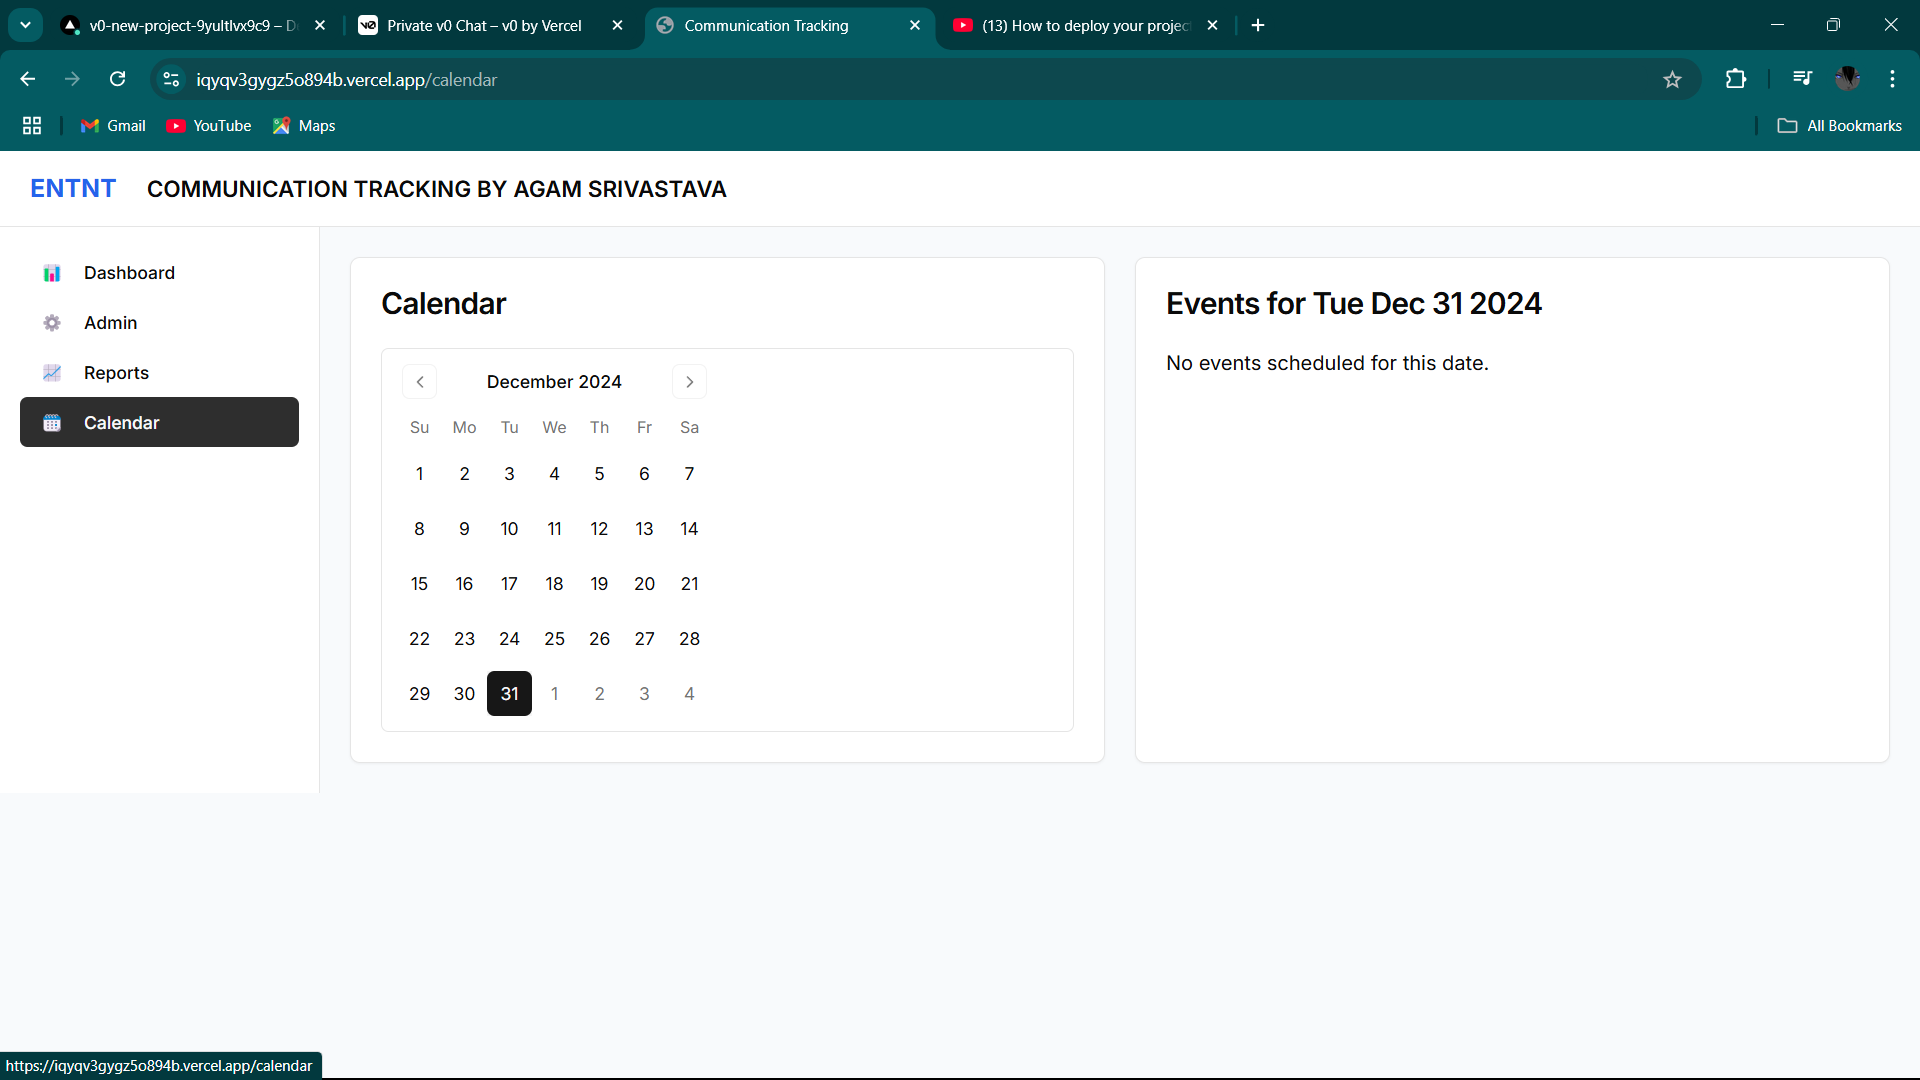 v0-new-project-9yultlvx9c9 – D
Private v0 Chat – v0 by Vercel
Communication Tracking
(13) How to deploy your project
iqyqv3gygz5o894b.vercel.app/calendar
Gmail
YouTube
Maps
All Bookmarks
ENTNT
COMMUNICATION TRACKING BY AGAM SRIVASTAVA
Dashboard
Admin
Reports
Calendar
Calendar
December 2024
Su Mo Tu We Th Fr Sa
1 2 3 4 5 6 7
8 9 10 11 12 13 14
15 16 17 18 19 20 21
22 23 24 25 26 27 28
29 30 31 1 2 3 4
Events for Tue Dec 31 2024
No events scheduled for this date.
https://iqyqv3gygz5o894b.vercel.app/calendar